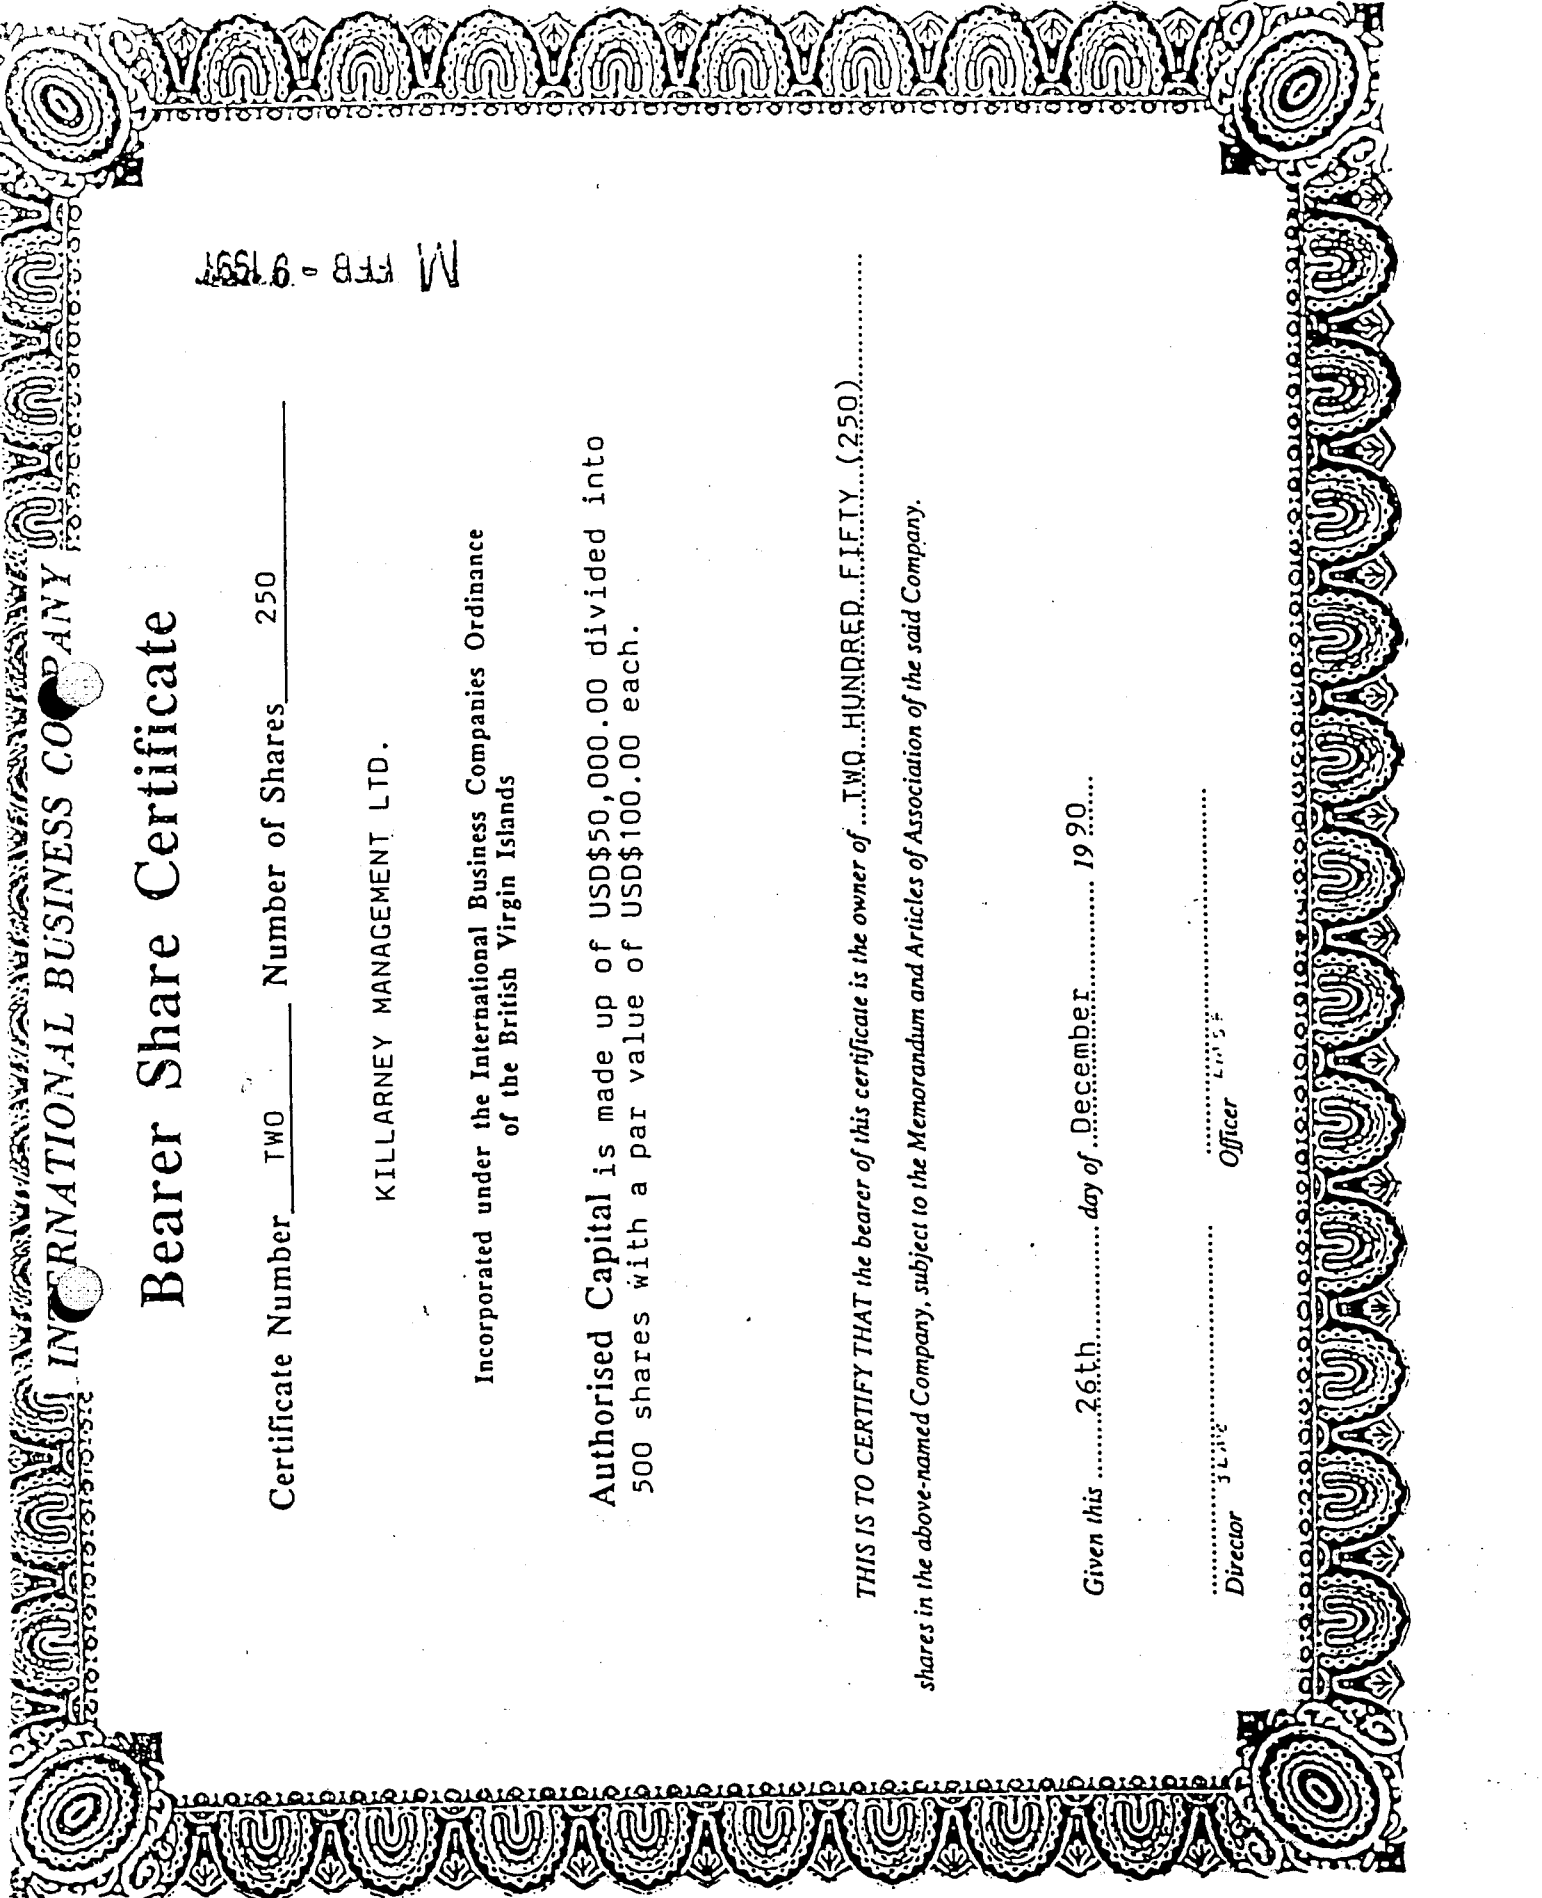 INTERNATIONAL BUSINESS COMPANY
Bearer Share Certificate
Certificate Number TWO Number of Shares 250
KILLARNEY MANAGEMENT LTD.
Incorporated under the International Business Companies Ordinance
of the British Virgin Islands
Authorised Capital is made up of USD$50,000.00 divided into
500 shares with a par value of USD$100.00 each.
THIS IS TO CERTIFY THAT the bearer of this certificate is the owner of TWO HUNDRED FIFTY (250)
shares in the above-named Company, subject to the Memorandum and Articles of Association of the said Company.
Given this 26th day of December 1990
Director Officer
M FEB - 9 1991